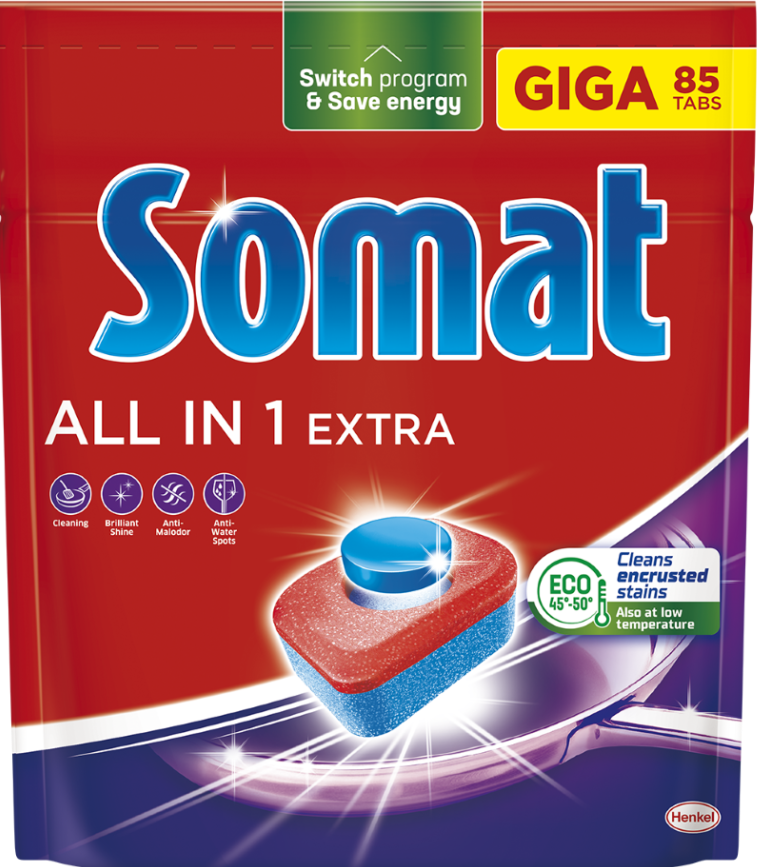 Switch program
& Save energy
GIGA 85
TABS
Somat
ALL IN 1 EXTRA
Cleaning
Brilliant
Shine
Anti-
Malodor
Anti-
Water
Spots
ECO
45°-50°
Cleans
encrusted
stains
Also at low
temperature
Henkel